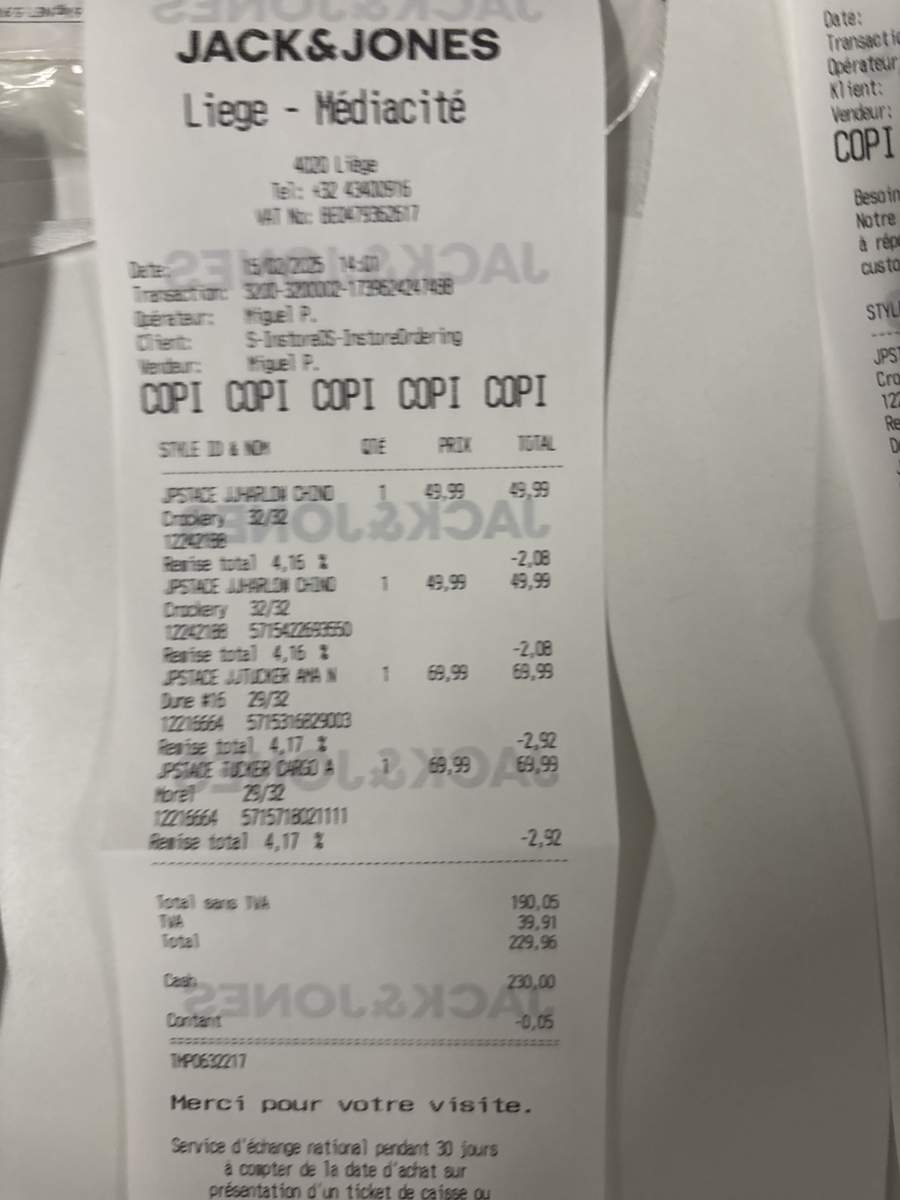 JACK&JONES
Liege - Médiacité
4020 Liège
Tel: +32 43400916
VAT No: BE0479362617
Date: 15/02/2025 14:01
Transaction: 3200-3200002-1739624247498
Opérateur: Miguel P.
Client: S-InstoreOS-InstoreOrdering
Vendeur: Miguel P.
COPI COPI COPI COPI COPI
STYLE ID & NOM QTÉ PRIX TOTAL
JPSTACE JJHARLOW CHINO 1 49,99 49,99
Crockery 32/32
12242198
Remise total 4,16 % -2,08
JPSTACE JJHARLOW CHINO 1 49,99 49,99
Crockery 32/32
12242198
Remise total 4,16 % -2,08
JPSTACE JJTUCKER AMA N 1 69,99 69,99
Dune #16 29/32
12216664 5715316829003
Remise total 4,17 % -2,92
JPSTACE TUCKER CARGO A 1 69,99 69,99
Morel 29/32
12216664 5715718021111
Remise total 4,17 % -2,92
Total sans TVA 190,05
TVA 39,91
Total 229,96
Cash 230,00
Contant -0,05
TMP0632217
Merci pour votre visite.
Service d'échange national pendant 30 jours
à compter de la date d'achat sur
présentation d'un ticket de caisse ou
Date:
Transactio
Opérateur
Klient:
Vendeur:
COPI
Besoin
Notre
à rép
custo
STYL
JPST
Cro
122
Re